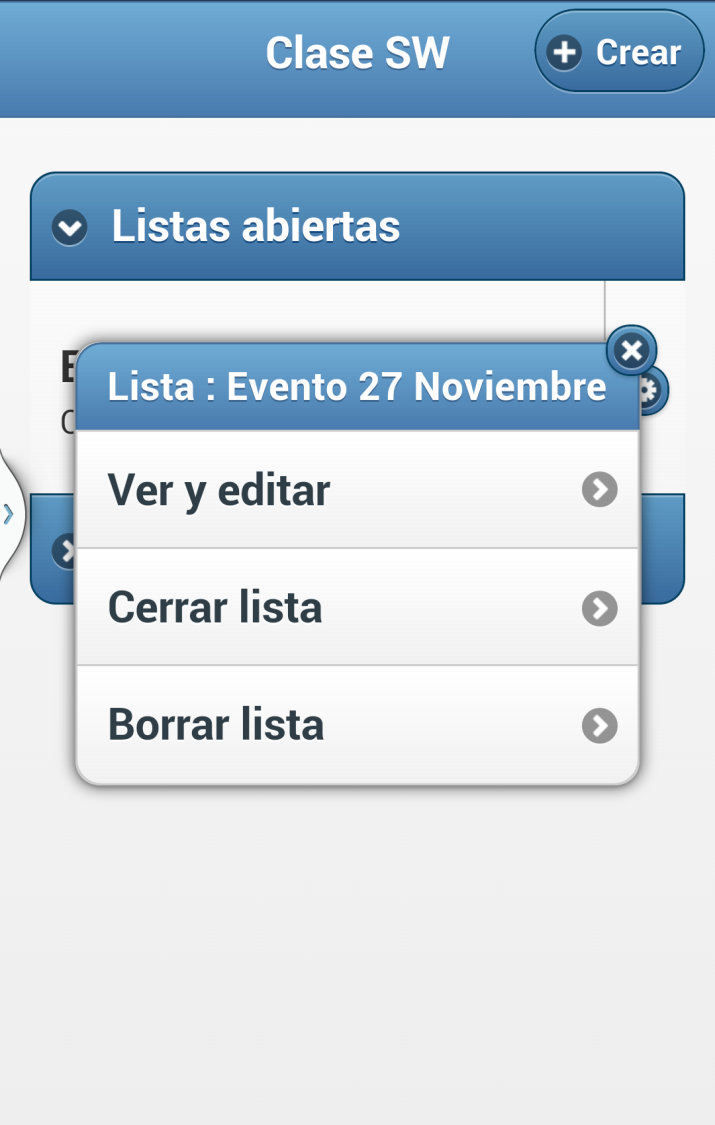 Clase SW
Crear
Listas abiertas
Lista : Evento 27 Noviembre
Ver y editar
Cerrar lista
Borrar lista